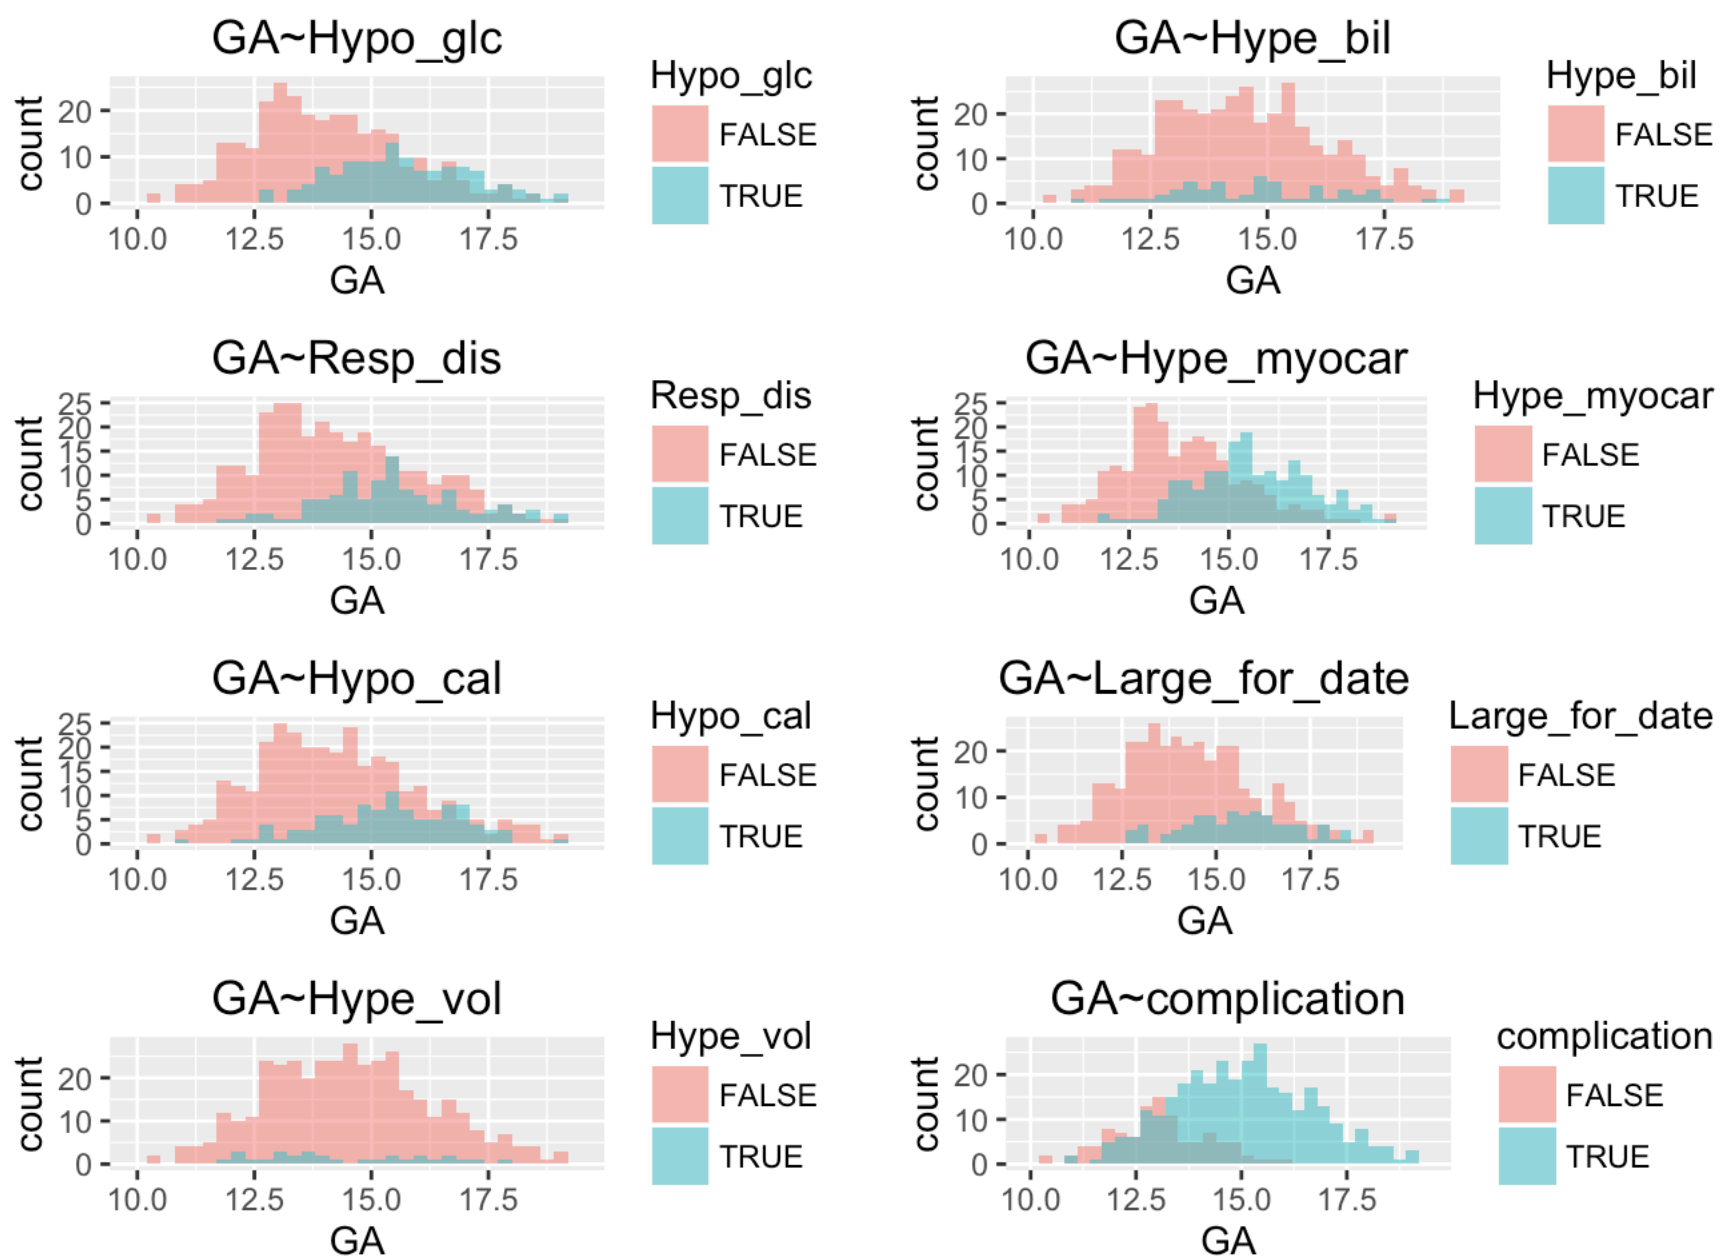 GA~Hypo_glc
count
20
10
0
10.0 12.5 15.0 17.5
GA
Hypo_glc
FALSE
TRUE
GA~Hype_bil
count
20
10
0
10.0 12.5 15.0 17.5
GA
Hype_bil
FALSE
TRUE
GA~Resp_dis
count
25
20
15
10
5
0
10.0 12.5 15.0 17.5
GA
Resp_dis
FALSE
TRUE
GA~Hype_myocar
count
25
20
15
10
5
0
10.0 12.5 15.0 17.5
GA
Hype_myocar
FALSE
TRUE
GA~Hypo_cal
count
25
20
15
10
5
0
10.0 12.5 15.0 17.5
GA
Hypo_cal
FALSE
TRUE
GA~Large_for_date
count
20
10
0
10.0 12.5 15.0 17.5
GA
Large_for_date
FALSE
TRUE
GA~Hype_vol
count
20
10
0
10.0 12.5 15.0 17.5
GA
Hype_vol
FALSE
TRUE
GA~complication
count
20
10
0
10.0 12.5 15.0 17.5
GA
complication
FALSE
TRUE